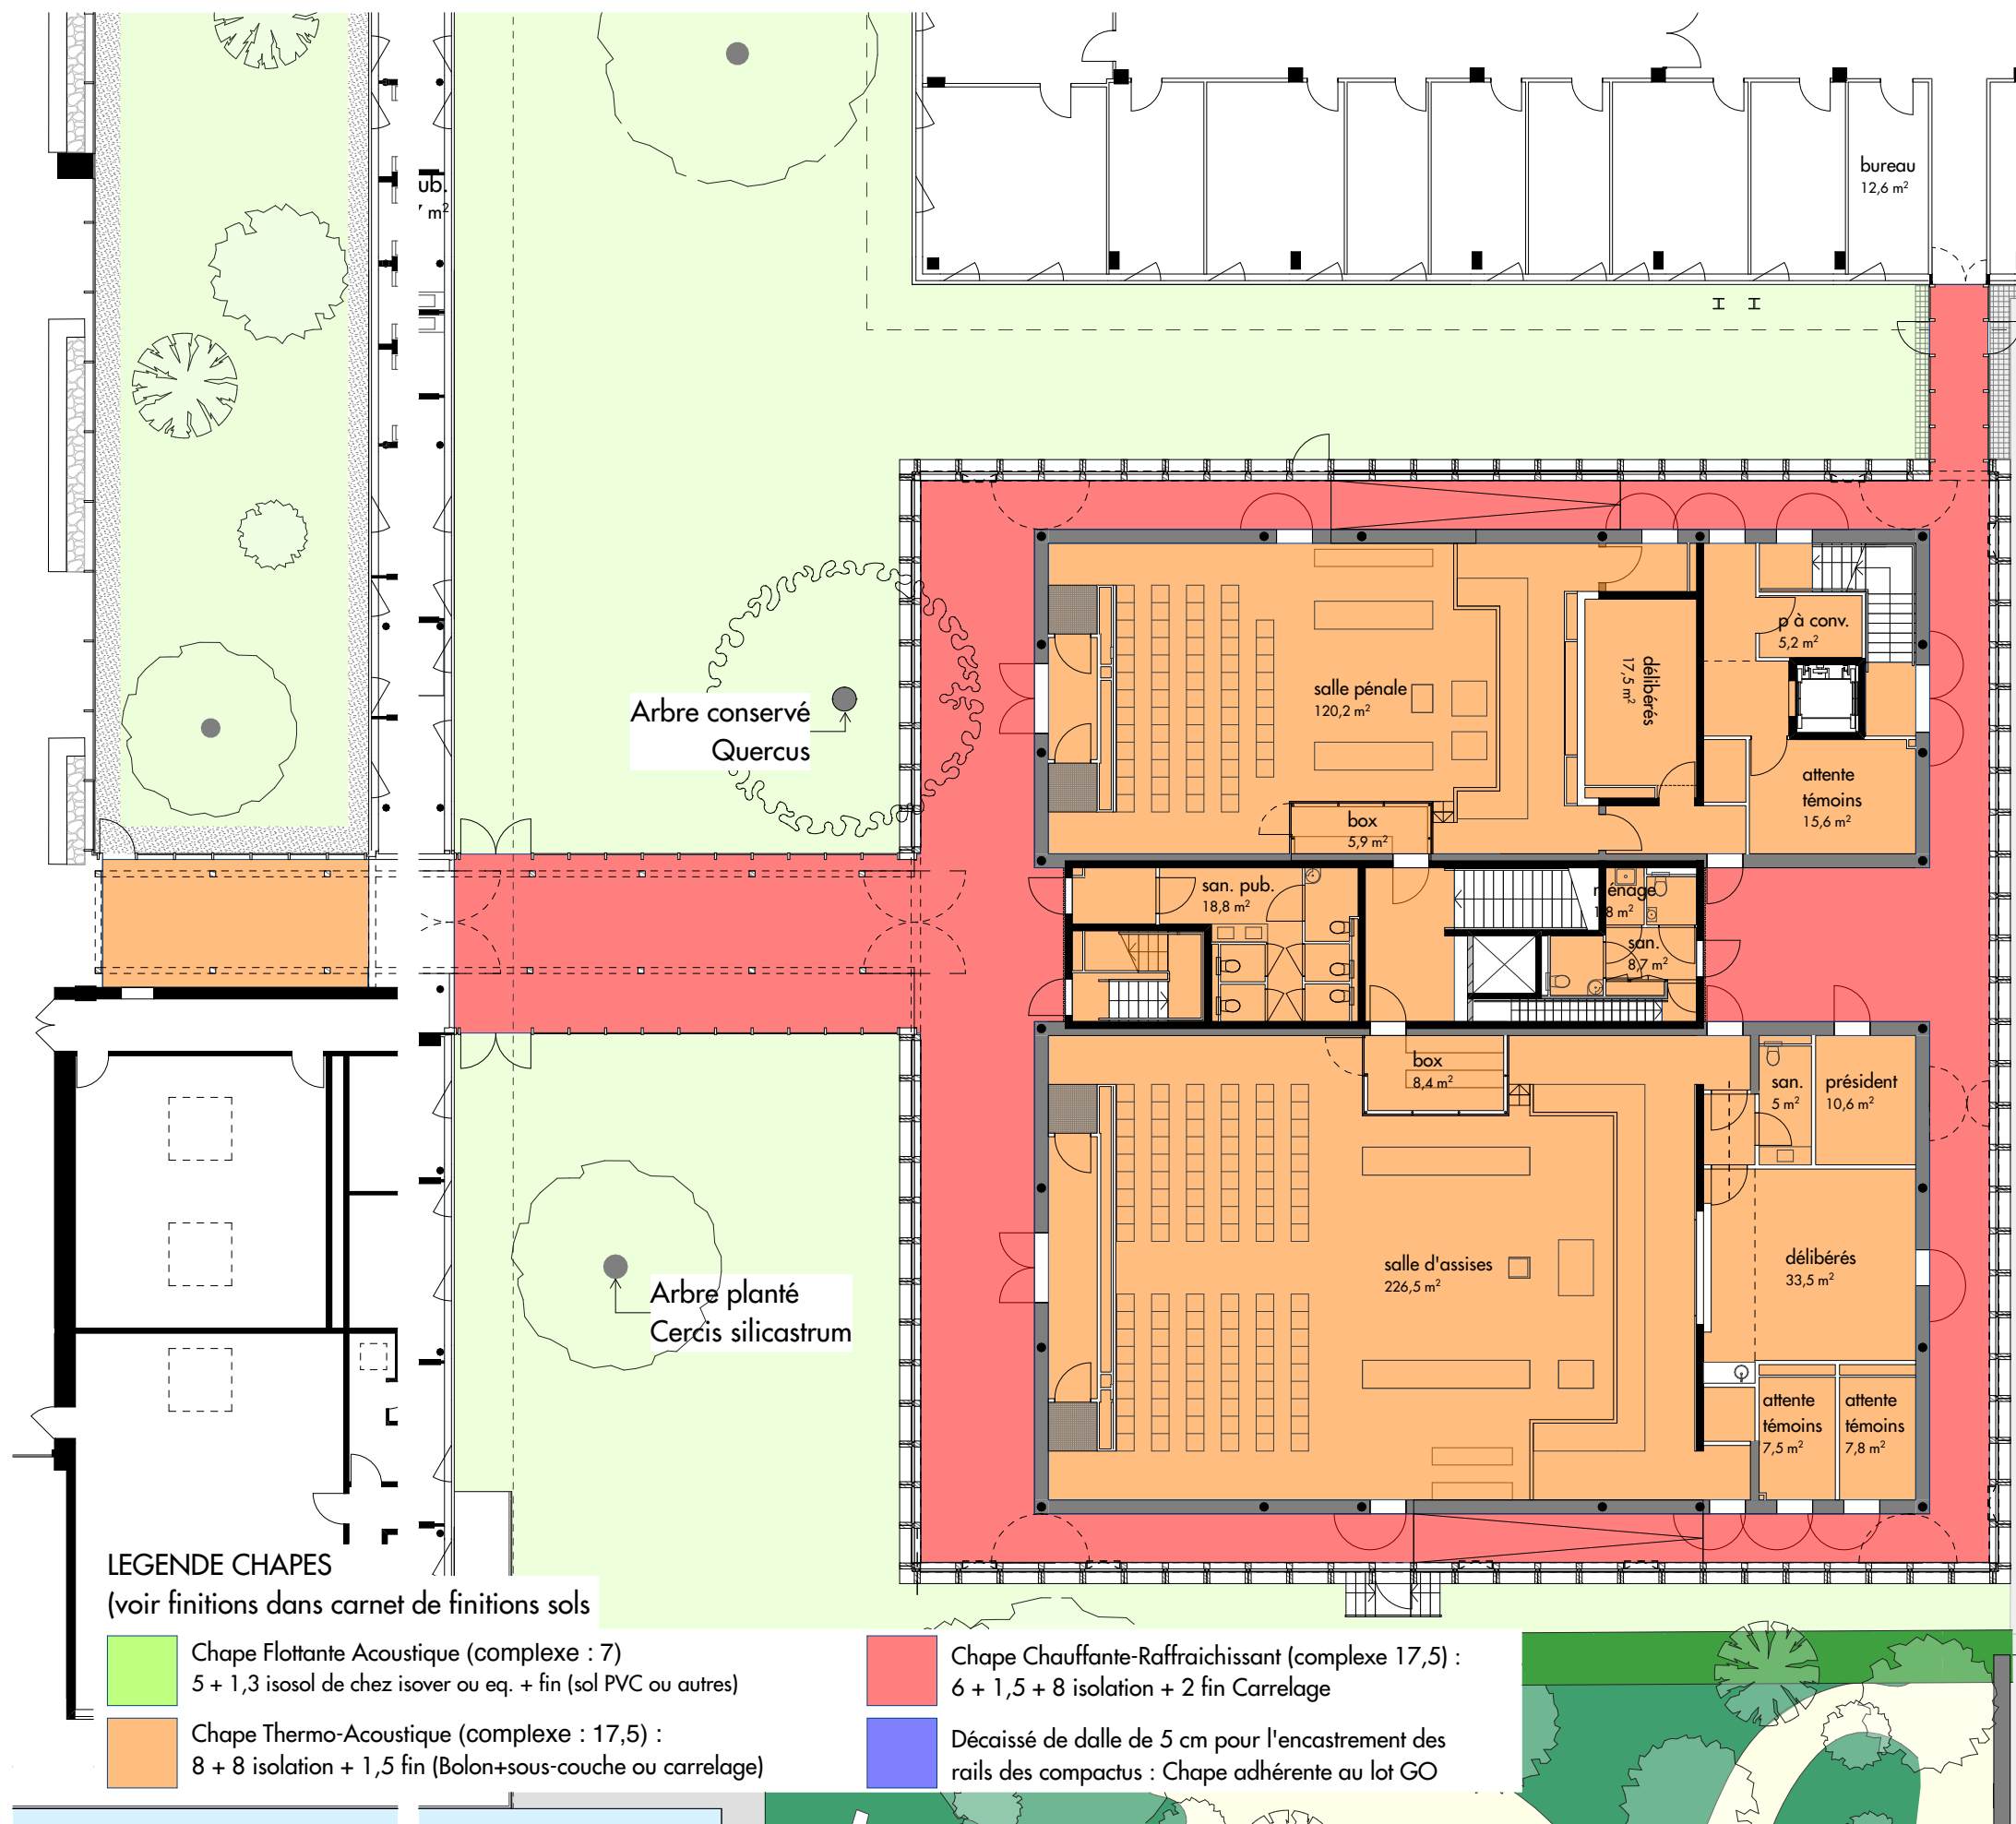 bureau
12,6 m²
ub.
m²
Arbre conservé
Quercus
salle pénale
120,2 m²
délibérés
17,5 m²
p à conv.
5,2 m²
attente
témoins
15,6 m²
box
5,9 m²
san. pub.
18,8 m²
ménage
1,8 m²
san.
8,7 m²
box
8,4 m²
san.
5 m²
président
10,6 m²
salle d'assises
226,5 m²
délibérés
33,5 m²
Arbre planté
Cercis silicastrum
attente
témoins
7,5 m²
attente
témoins
7,8 m²
LEGENDE CHAPES
(voir finitions dans carnet de finitions sols
Chape Flottante Acoustique (complexe : 7)
5 + 1,3 isosol de chez isover ou eq. + fin (sol PVC ou autres)
Chape Thermo-Acoustique (complexe : 17,5) :
8 + 8 isolation + 1,5 fin (Bolon+sous-couche ou carrelage)
Chape Chauffante-Raffraichissant (complexe 17,5) :
6 + 1,5 + 8 isolation + 2 fin Carrelage
Décaissé de dalle de 5 cm pour l'encastrement des
rails des compactus : Chape adhérente au lot GO